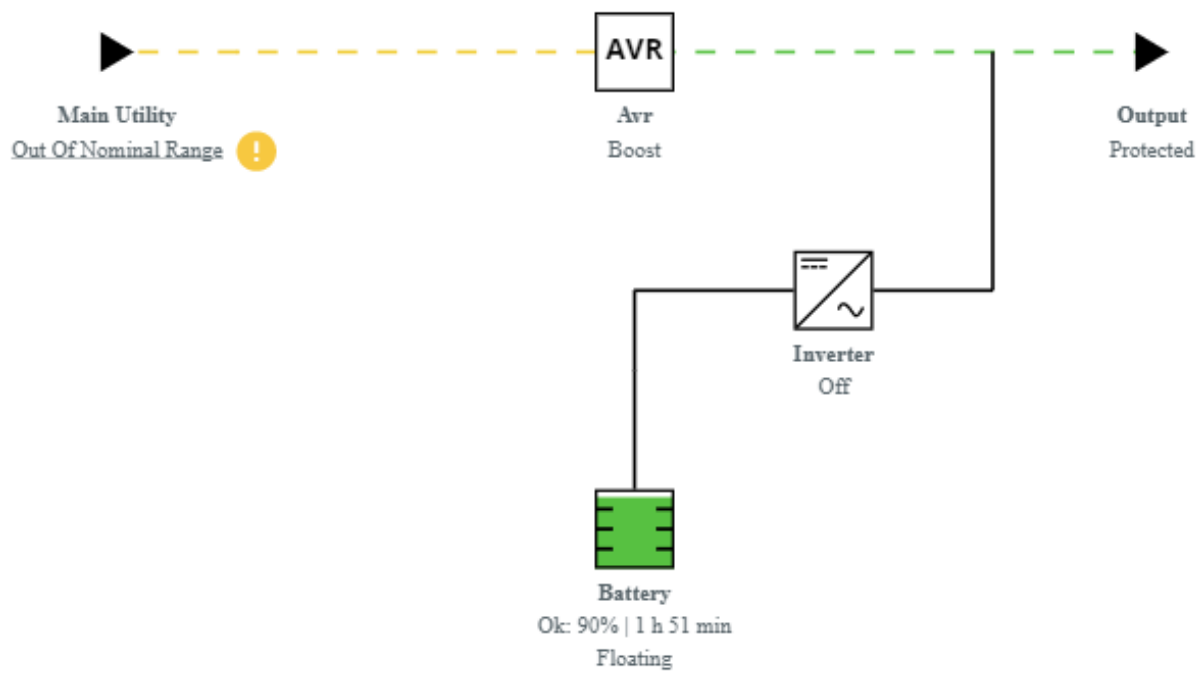 AVR
Main Utility
Out Of Nominal Range
!
Avr
Boost
Output
Protected
Inverter
Off
Battery
Ok: 90% | 1 h 51 min
Floating